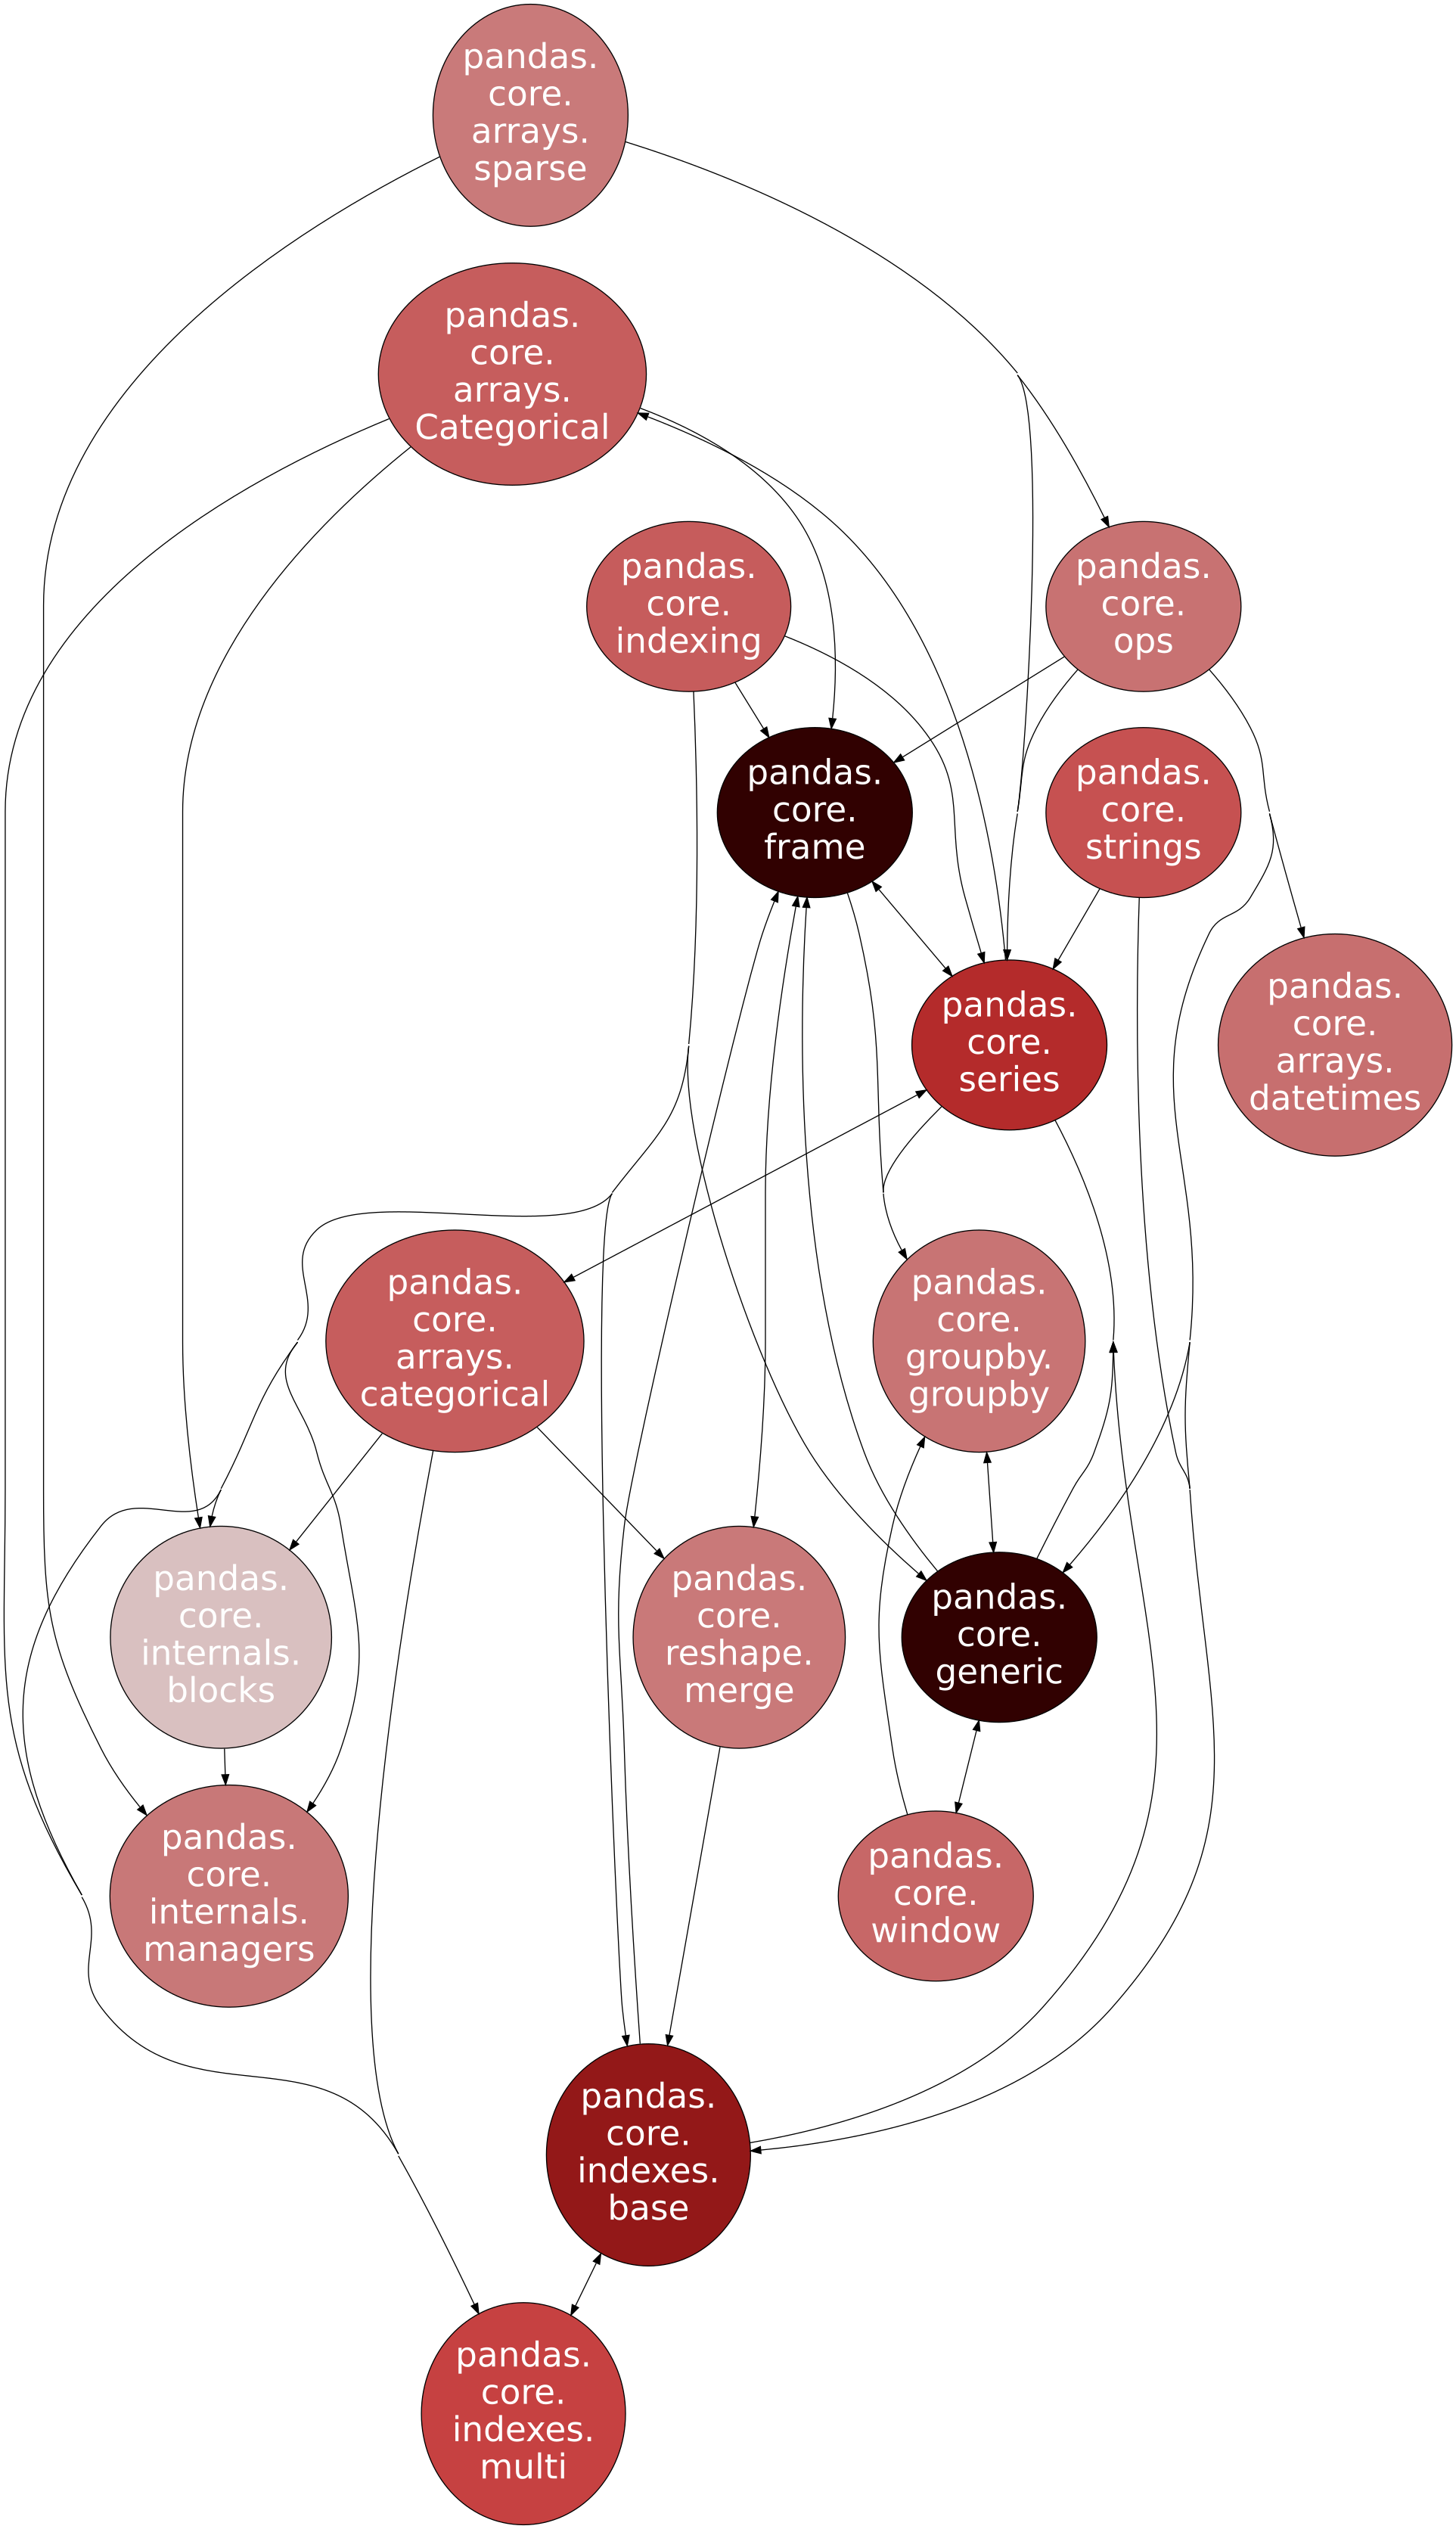 pandas.
core.
arrays.
sparse
pandas.
core.
arrays.
Categorical
pandas.
core.
indexing
pandas.
core.
ops
pandas.
core.
frame
pandas.
core.
strings
pandas.
core.
series
pandas.
core.
arrays.
datetimes
pandas.
core.
arrays.
categorical
pandas.
core.
groupby.
groupby
pandas.
core.
internals.
blocks
pandas.
core.
reshape.
merge
pandas.
core.
generic
pandas.
core.
internals.
managers
pandas.
core.
window
pandas.
core.
indexes.
base
pandas.
core.
indexes.
multi